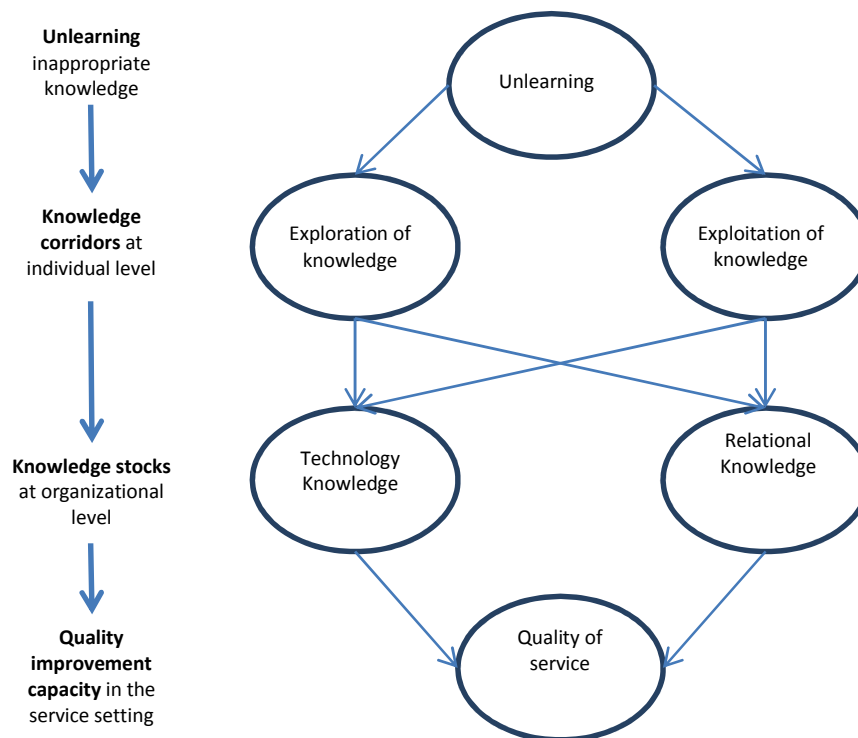 Unlearning
inappropriate
knowledge
Unlearning
Knowledge
corridors at
individual level
Exploration of
knowledge
Exploitation of
knowledge
Knowledge stocks
at organizational
level
Technology
Knowledge
Relational
Knowledge
Quality
improvement
capacity in the
service setting
Quality of
service